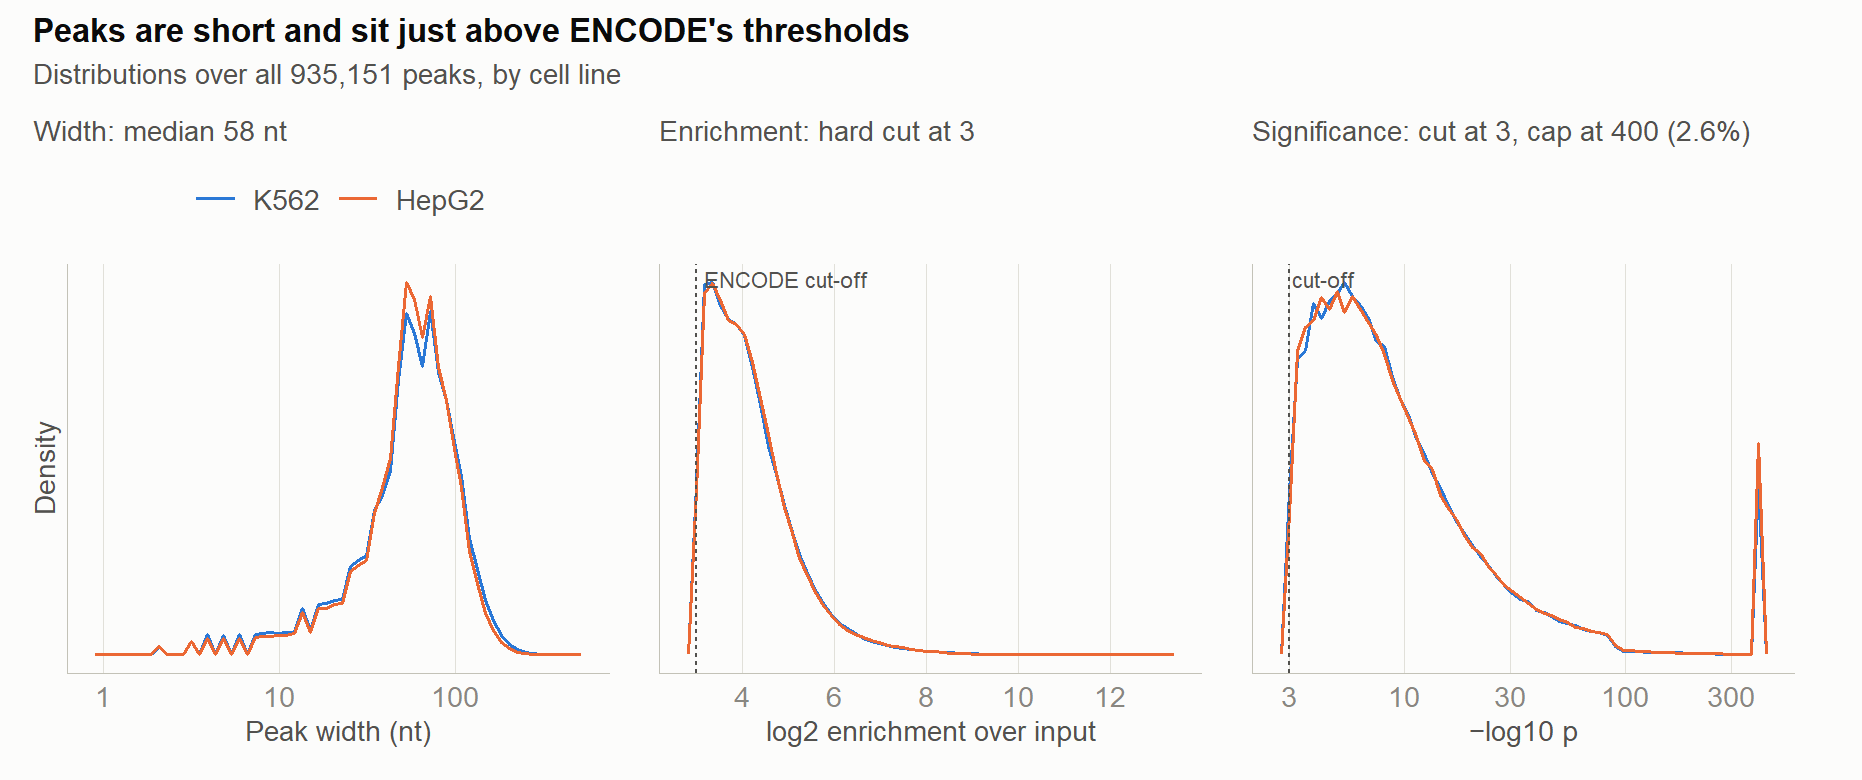 Peaks are short and sit just above ENCODE's thresholds
Distributions over all 935,151 peaks, by cell line
Width: median 58 nt
K562
HepG2
Density
1 10 100
Peak width (nt)
Enrichment: hard cut at 3
ENCODE cut-off
4 6 8 10 12
log2 enrichment over input
Significance: cut at 3, cap at 400 (2.6%)
cut-off
3 10 30 100 300
−log10 p